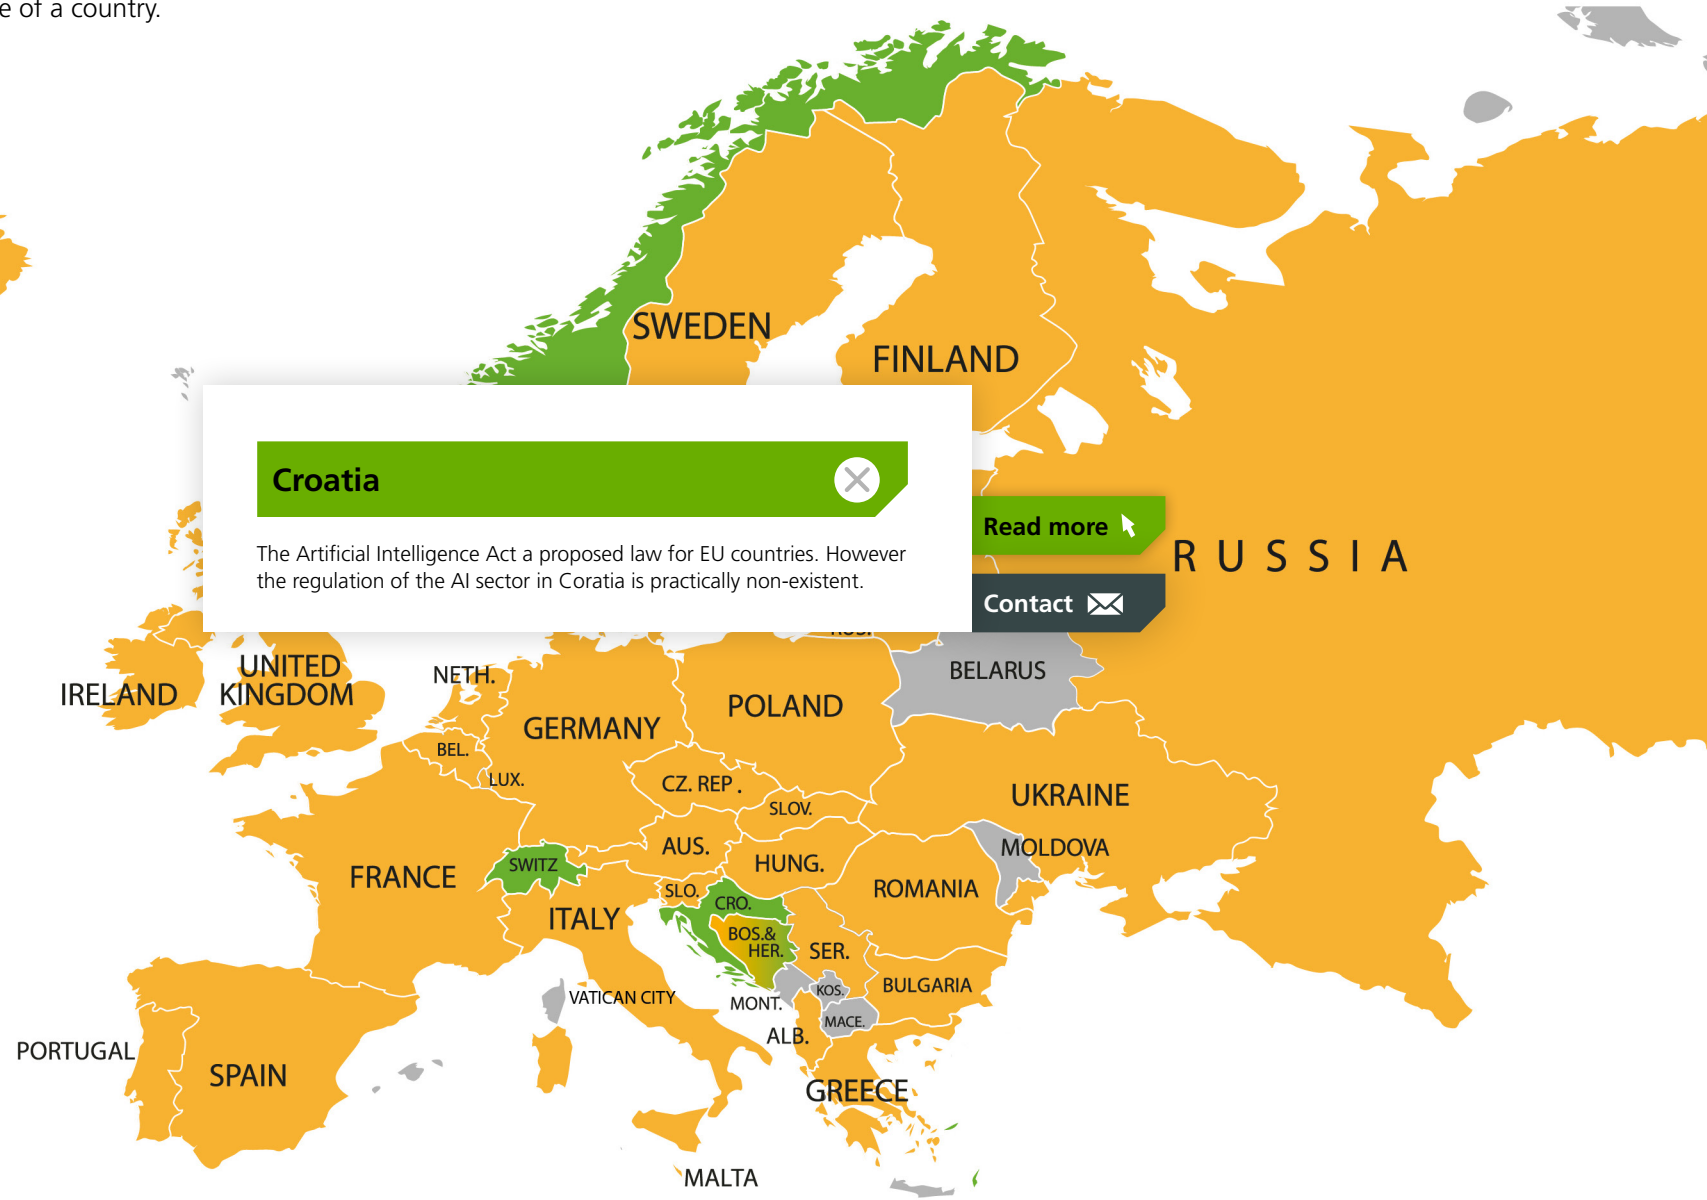 e of a country.
SWEDEN
FINLAND
Croatia
The Artificial Intelligence Act a proposed law for EU countries. However
the regulation of the AI sector in Coratia is practically non-existent.
Read more
Contact
RUSSIA
RUS.
BELARUS
UNITED
KINGDOM
IRELAND
NETH.
GERMANY
POLAND
BEL.
LUX.
CZ. REP.
SLOV.
UKRAINE
AUS.
HUNG.
MOLDOVA
FRANCE
SWITZ
ROMANIA
SLO.
CRO.
ITALY
BOS.&
HER.
SER.
BULGARIA
VATICAN CITY
MONT.
KOS.
MACE.
ALB.
PORTUGAL
SPAIN
GREECE
MALTA